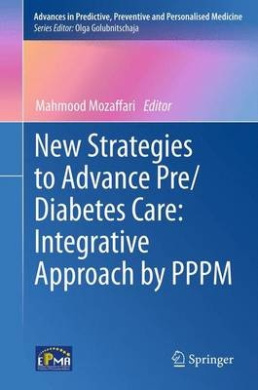 Advances in Predictive, Preventive and Personalised Medicine
Series Editor: Olga Golubnitschaja
Mahmood Mozaffari Editor
New Strategies
to Advance Pre/
Diabetes Care:
Integrative
Approach by PPPM
EPMA
Springer